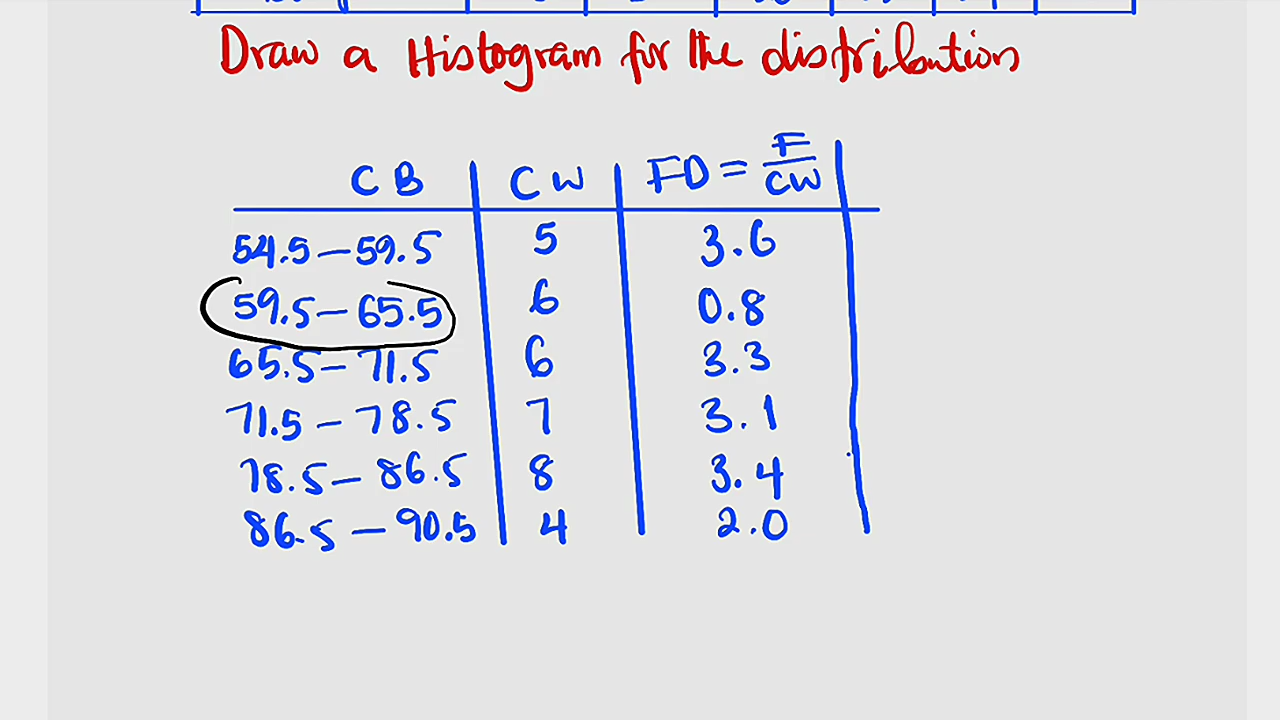 Draw a Histogram for the distribution
CB CW FD = F/CW
54.5 – 59.5 5 3.6
59.5 – 65.5 6 0.8
65.5 – 71.5 6 3.3
71.5 – 78.5 7 3.1
78.5 – 86.5 8 3.4
86.5 – 90.5 4 2.0